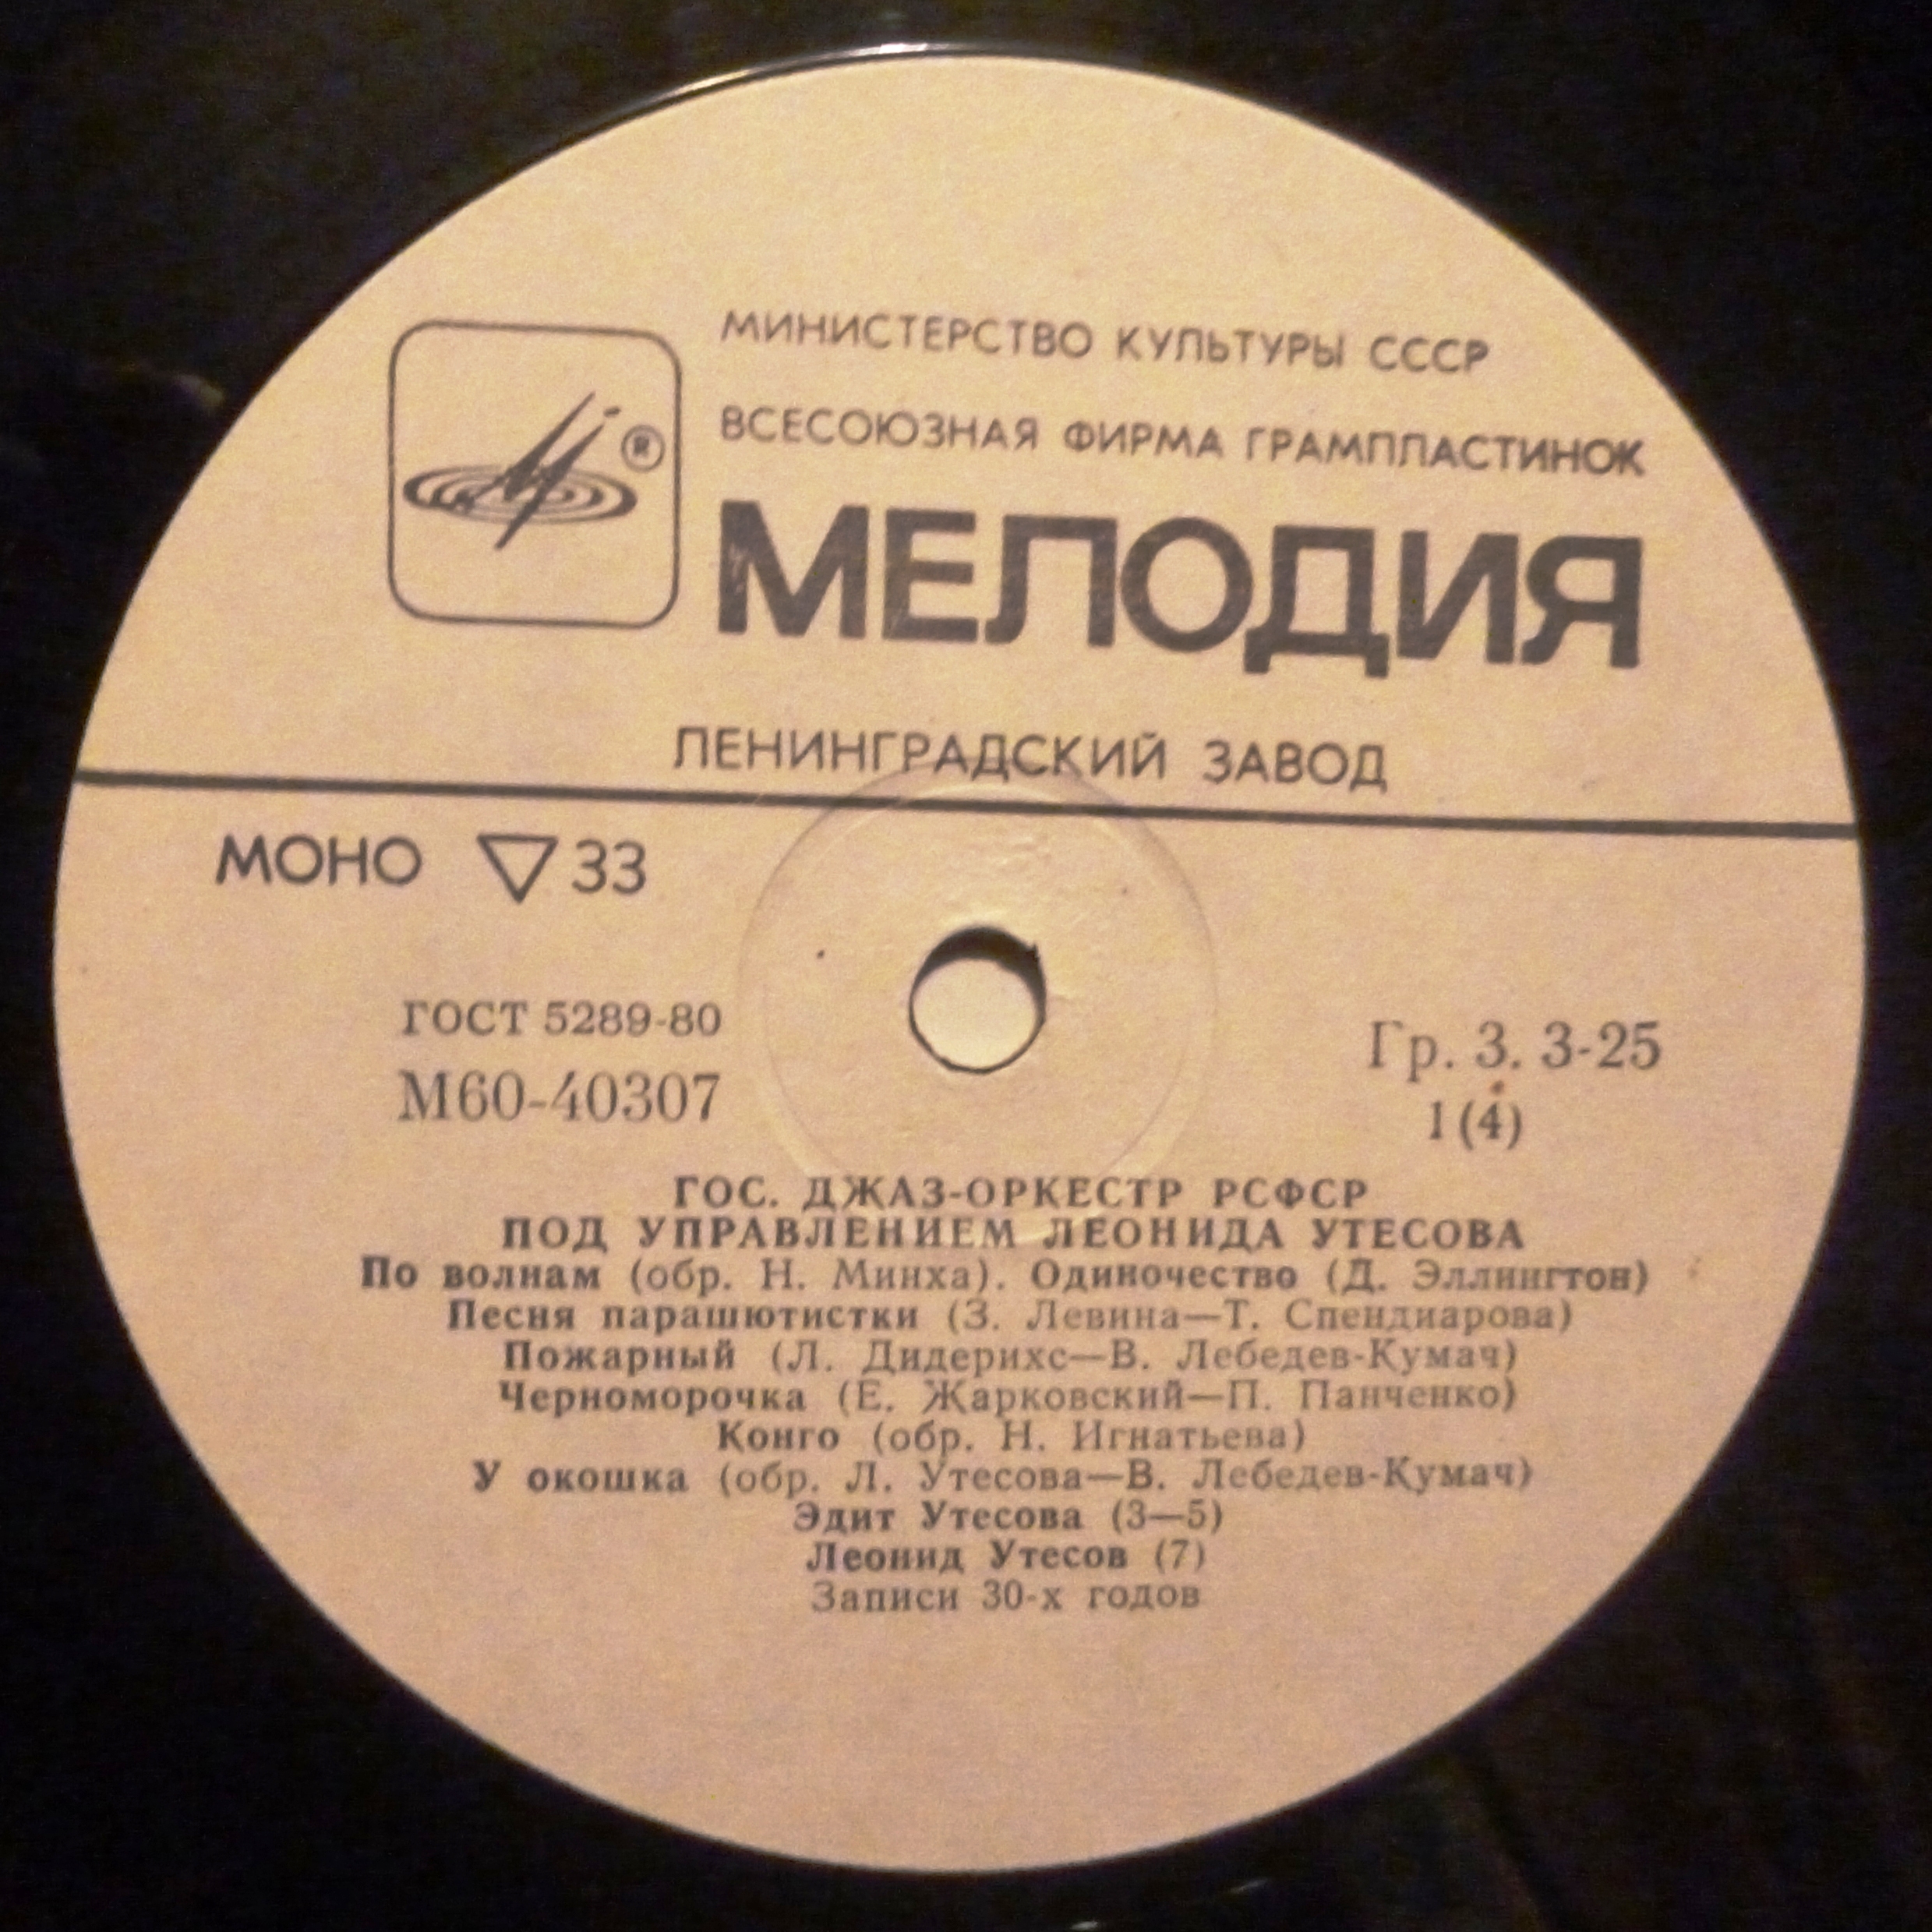 МИНИСТЕРСТВО КУЛЬТУРЫ СССР
ВСЕСОЮЗНАЯ ФИРМА ГРАМПЛАСТИНОК
®
МЕЛОДИЯ
ЛЕНИНГРАДСКИЙ ЗАВОД
МОНО ▽ 33
ГОСТ 5289-80
М60-40307
Гр. 3. 3-25
1 (4)
ГОС. ДЖАЗ-ОРКЕСТР РСФСР
ПОД УПРАВЛЕНИЕМ ЛЕОНИДА УТЕСОВА
По волнам (обр. Н. Минха). Одиночество (Д. Эллингтон)
Песня парашютистки (З. Левина—Т. Спендиарова)
Пожарный (Л. Дидерихс—В. Лебедев-Кумач)
Черноморочка (Е. Жарковский—П. Панченко)
Конго (обр. Н. Игнатьева)
У окошка (обр. Л. Утесова—В. Лебедев-Кумач)
Эдит Утесова (3—5)
Леонид Утесов (7)
Записи 30-х годов